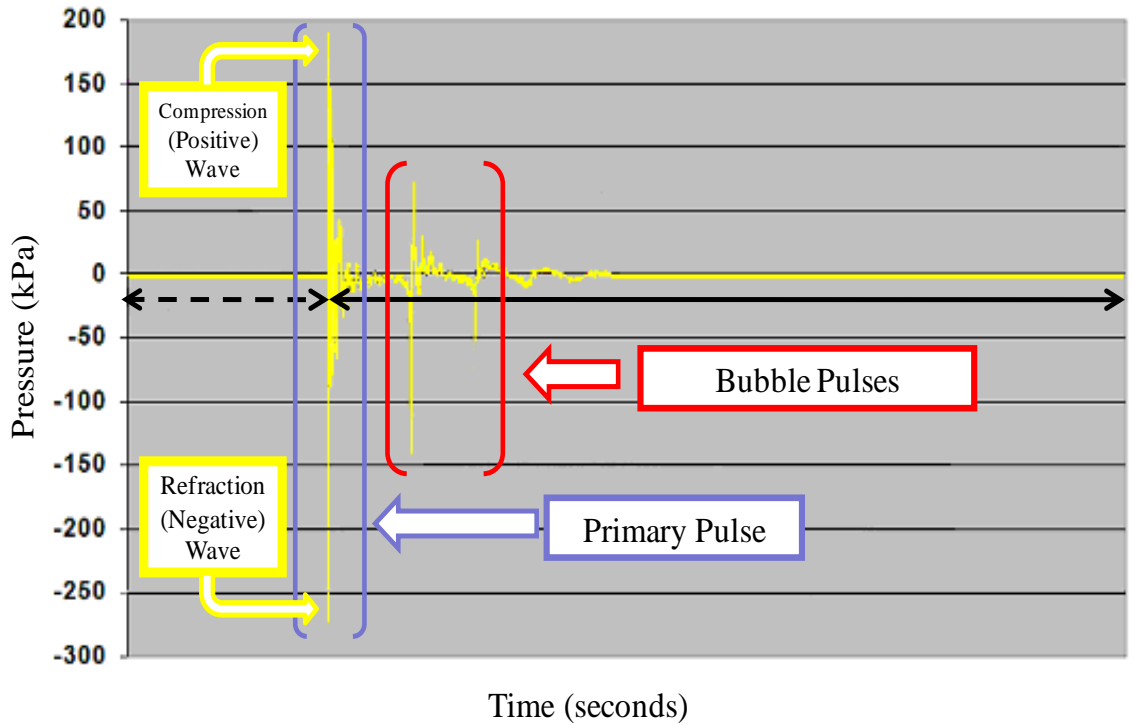 200
150
100
50
0
-50
-100
-150
-200
-250
-300
Pressure (kPa)
Compression
(Positive)
Wave
Refraction
(Negative)
Wave
Bubble Pulses
Primary Pulse
Time (seconds)